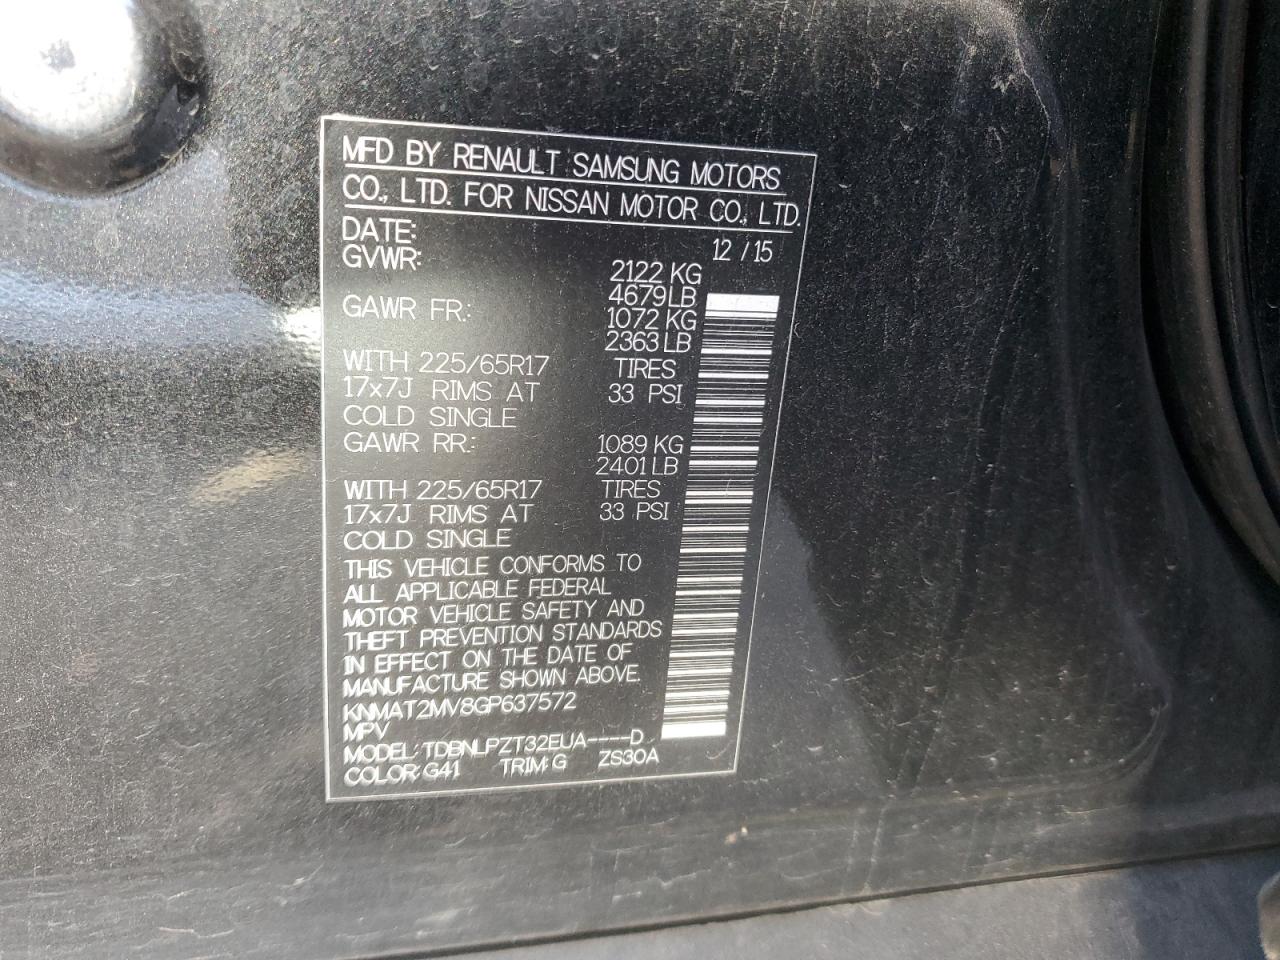 MFD BY RENAULT SAMSUNG MOTORS
CO., LTD. FOR NISSAN MOTOR CO., LTD.
DATE: 12 / 15
GVWR: 2122 KG
4679 LB
GAWR FR.: 1072 KG
2363 LB
WITH 225/65R17 TIRES
17x7J RIMS AT 33 PSI
COLD SINGLE
GAWR RR.: 1089 KG
2401 LB
WITH 225/65R17 TIRES
17x7J RIMS AT 33 PSI
COLD SINGLE
THIS VEHICLE CONFORMS TO
ALL APPLICABLE FEDERAL
MOTOR VEHICLE SAFETY AND
THEFT PREVENTION STANDARDS
IN EFFECT ON THE DATE OF
MANUFACTURE SHOWN ABOVE.
KNMAT2MV8GP637572
MPV
MODEL: TDBNLPZT32EUA----D
COLOR: G41 TRIM: G ZS30A